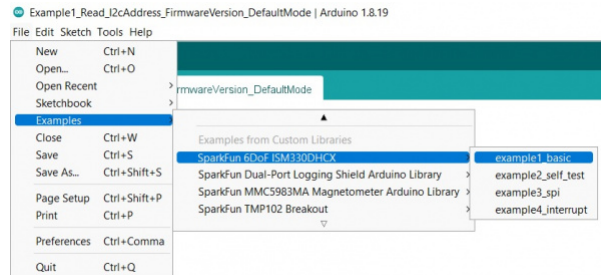 Example1_Read_I2cAddress_FirmwareVersion_DefaultMode | Arduino 1.8.19
File Edit Sketch Tools Help
New Ctrl+N
Open... Ctrl+O
Open Recent
rmwareVersion_DefaultMode
Sketchbook
Examples
Close Ctrl+W
Save Ctrl+S
Save As... Ctrl+Shift+S
Page Setup Ctrl+Shift+P
Print Ctrl+P
Preferences Ctrl+Comma
Quit Ctrl+Q
Examples from Custom Libraries
SparkFun 6DoF ISM330DHCX
SparkFun Dual-Port Logging Shield Arduino Library
SparkFun MMC5983MA Magnetometer Arduino Library
SparkFun TMP102 Breakout
example1_basic
example2_self_test
example3_spi
example4_interrupt